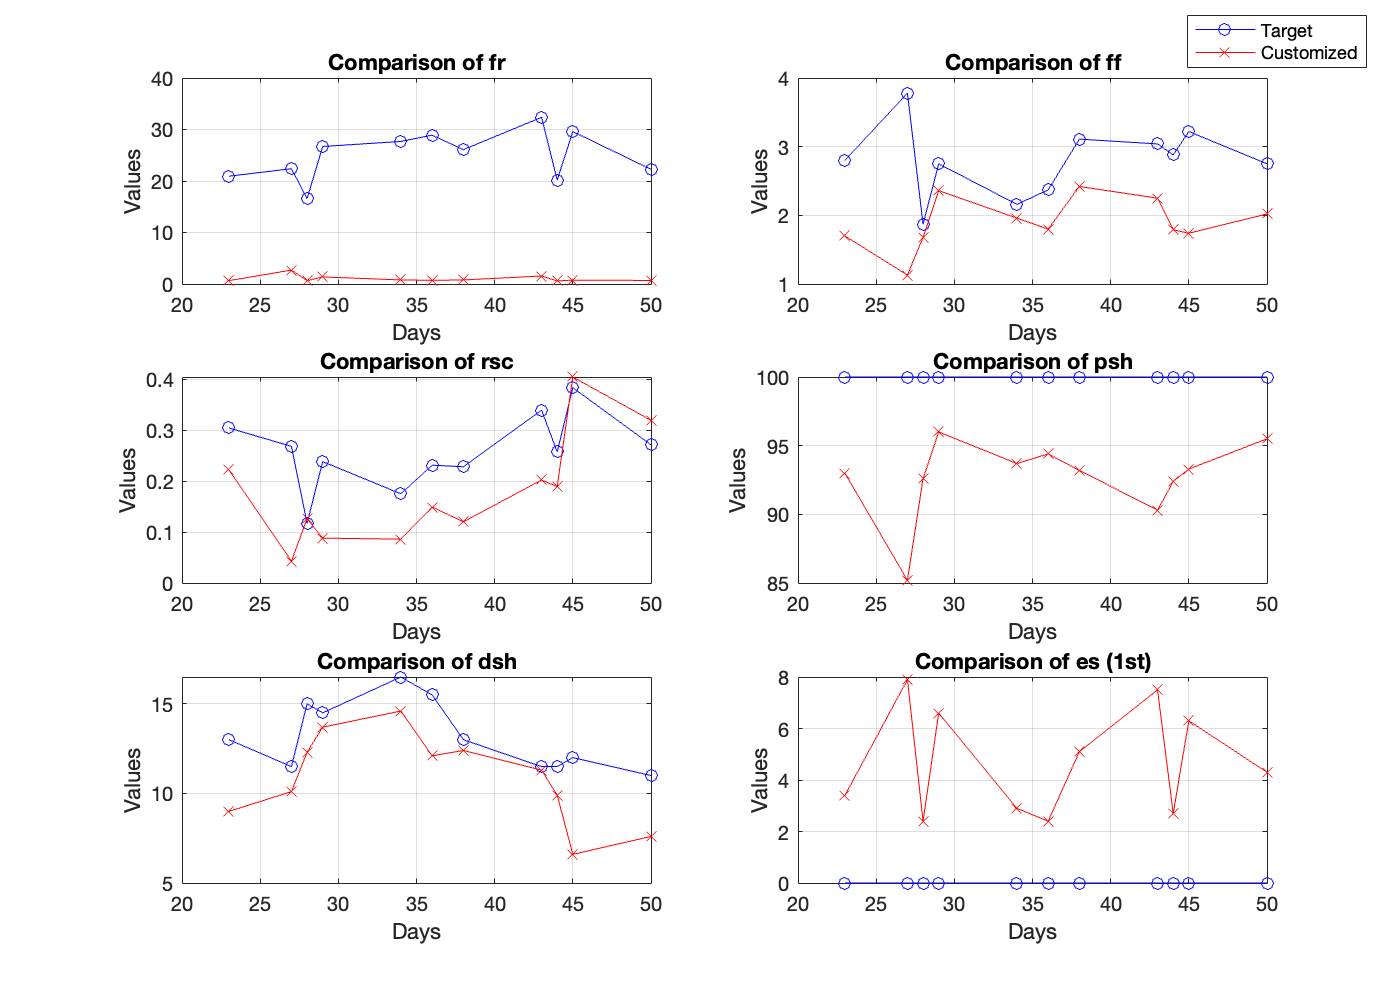 Target
Customized
Comparison of fr
Values
40
30
20
10
0
20 25 30 35 40 45 50
Days
Comparison of ff
Values
4
3
2
1
20 25 30 35 40 45 50
Days
Comparison of rsc
Values
0.4
0.3
0.2
0.1
0
20 25 30 35 40 45 50
Days
Comparison of psh
Values
100
95
90
85
20 25 30 35 40 45 50
Days
Comparison of dsh
Values
15
10
5
20 25 30 35 40 45 50
Days
Comparison of es (1st)
Values
8
6
4
2
0
20 25 30 35 40 45 50
Days